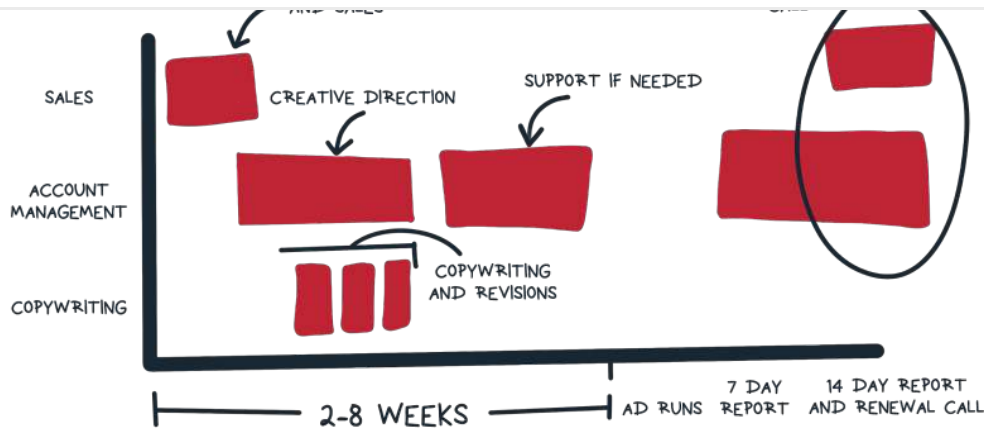 AND SALES
CALL
SALES
CREATIVE DIRECTION
SUPPORT IF NEEDED
ACCOUNT
MANAGEMENT
COPYWRITING
AND REVISIONS
COPYWRITING
2-8 WEEKS
AD RUNS
7 DAY
REPORT
14 DAY REPORT
AND RENEWAL CALL